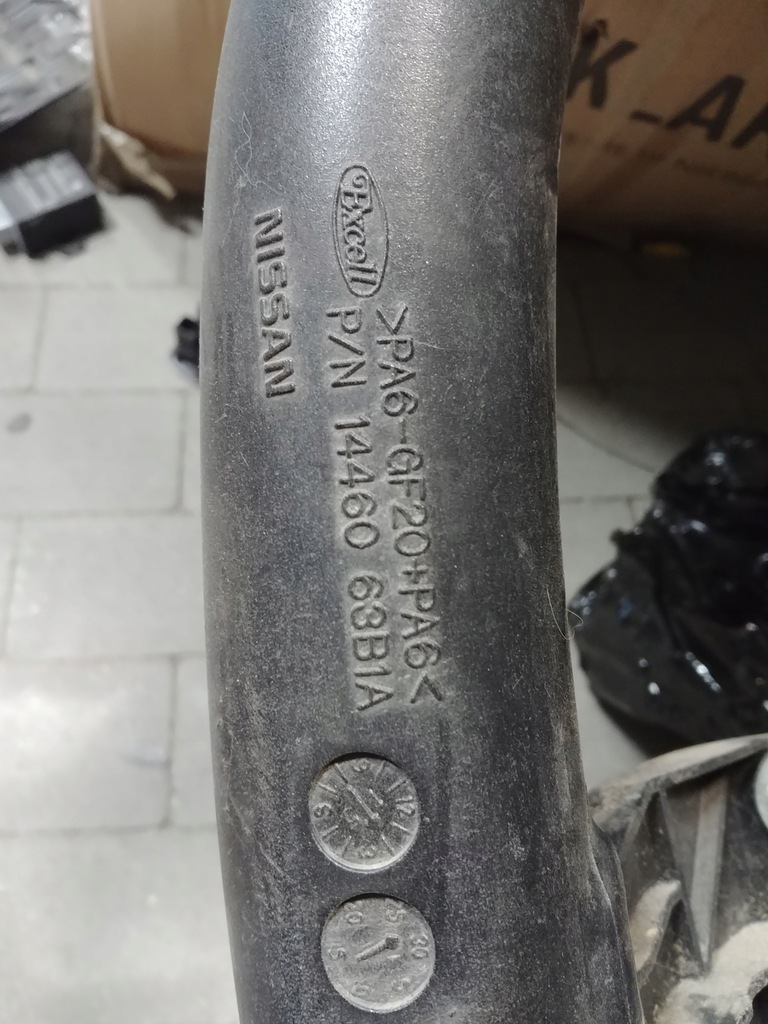 Excell
>PA6-GF20+PA6<
P/N 14460 63B1A
NISSAN